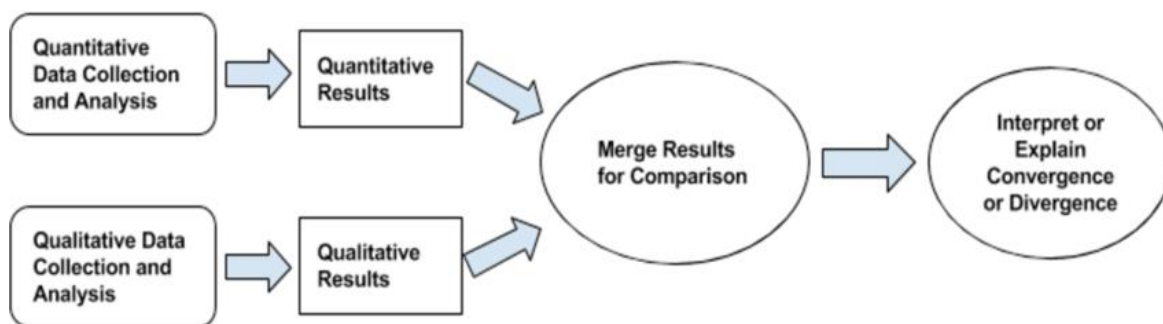 Quantitative
Data Collection
and Analysis
Quantitative
Results
Qualitative Data
Collection and
Analysis
Qualitative
Results
Merge Results
for Comparison
Interpret or
Explain
Convergence
or Divergence